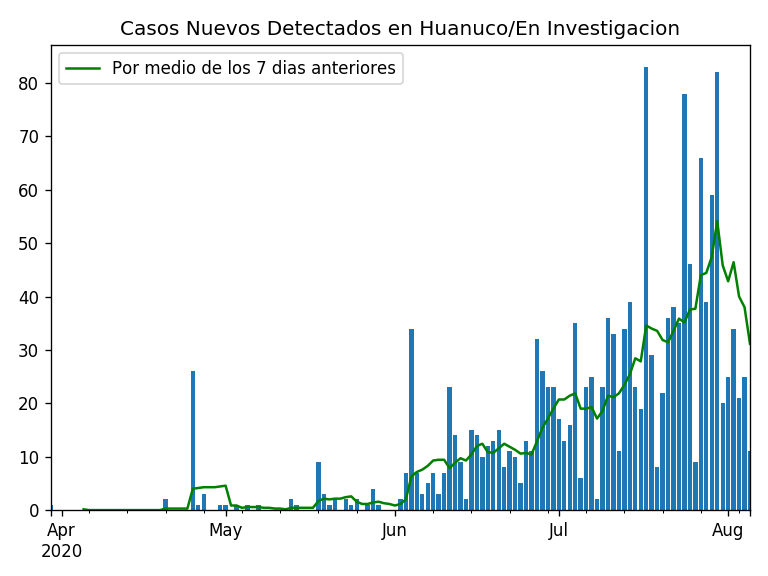 Casos Nuevos Detectados en Huanuco/En Investigacion
Por medio de los 7 dias anteriores
80
70
60
50
40
30
20
10
0
Apr
2020
May
Jun
Jul
Aug